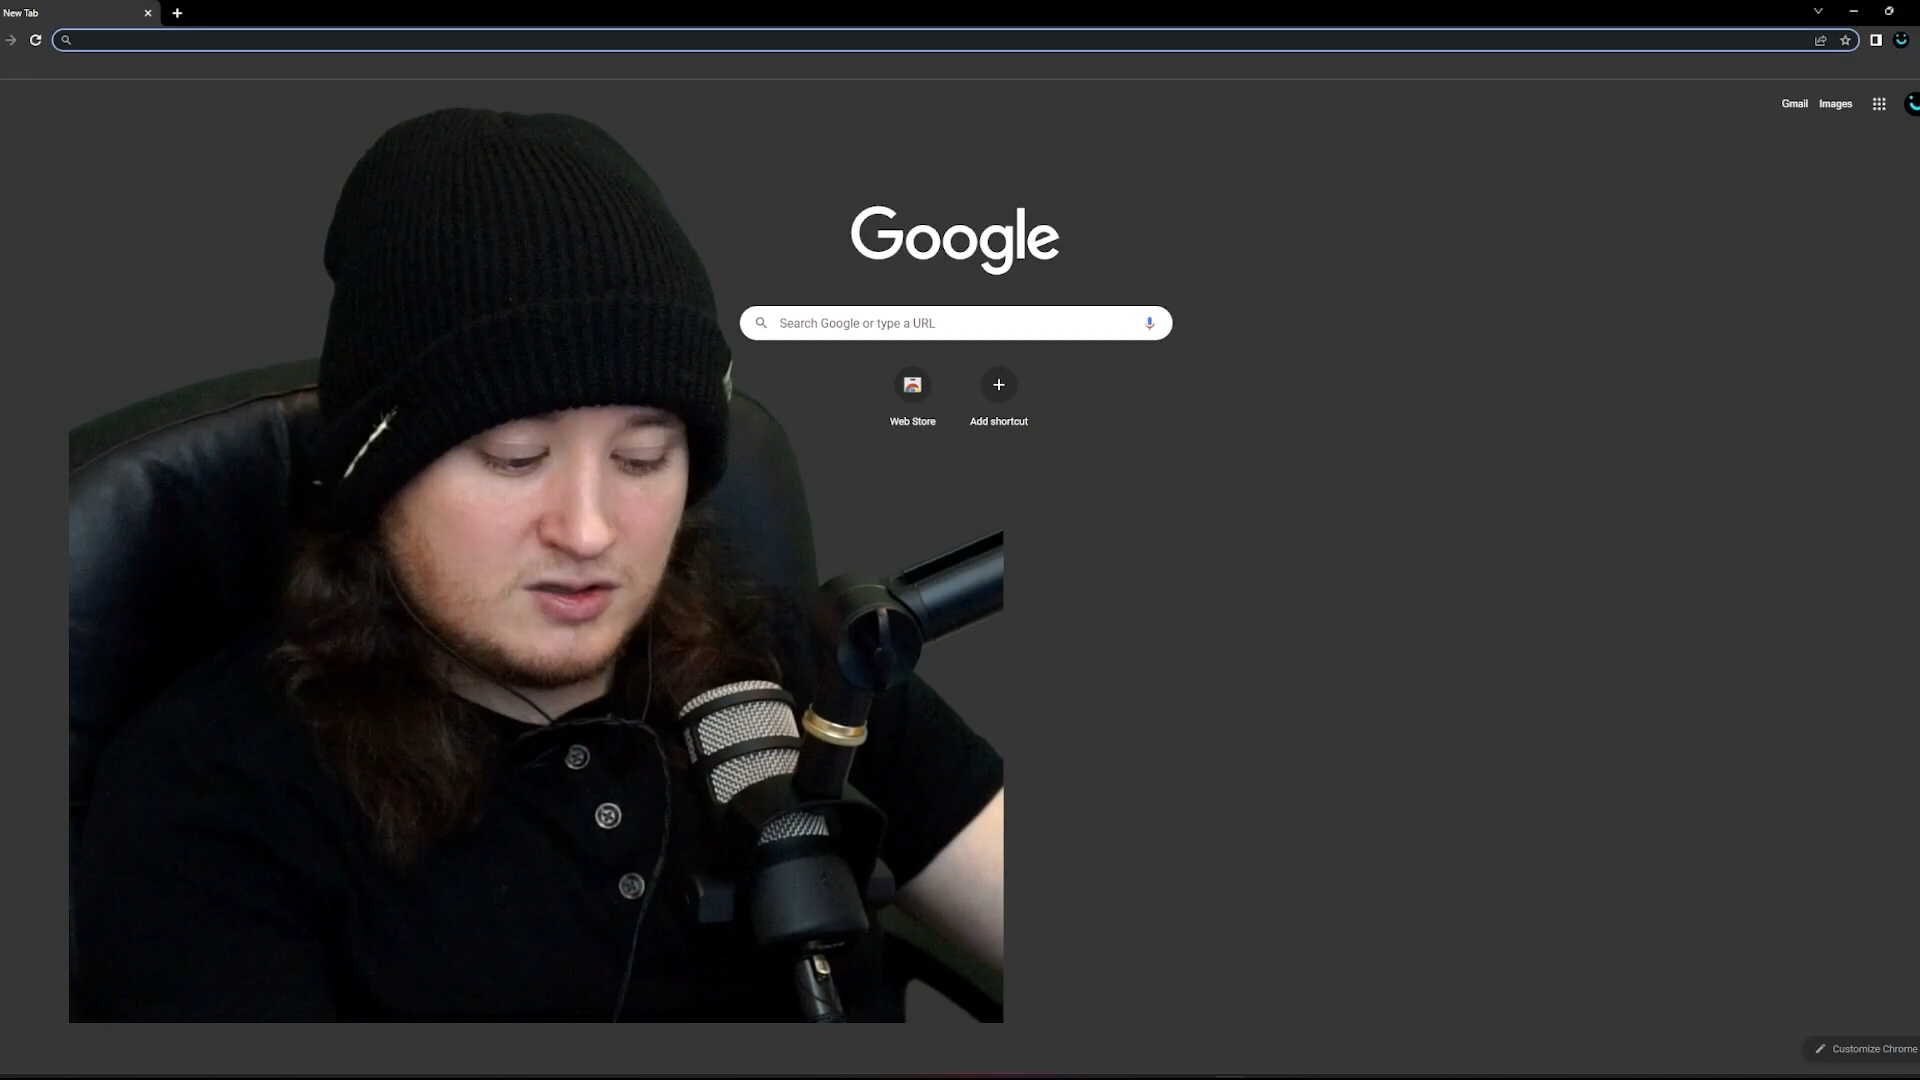 New Tab
Gmail Images
Google
Search Google or type a URL
Web Store
Add shortcut
Customize Chrome